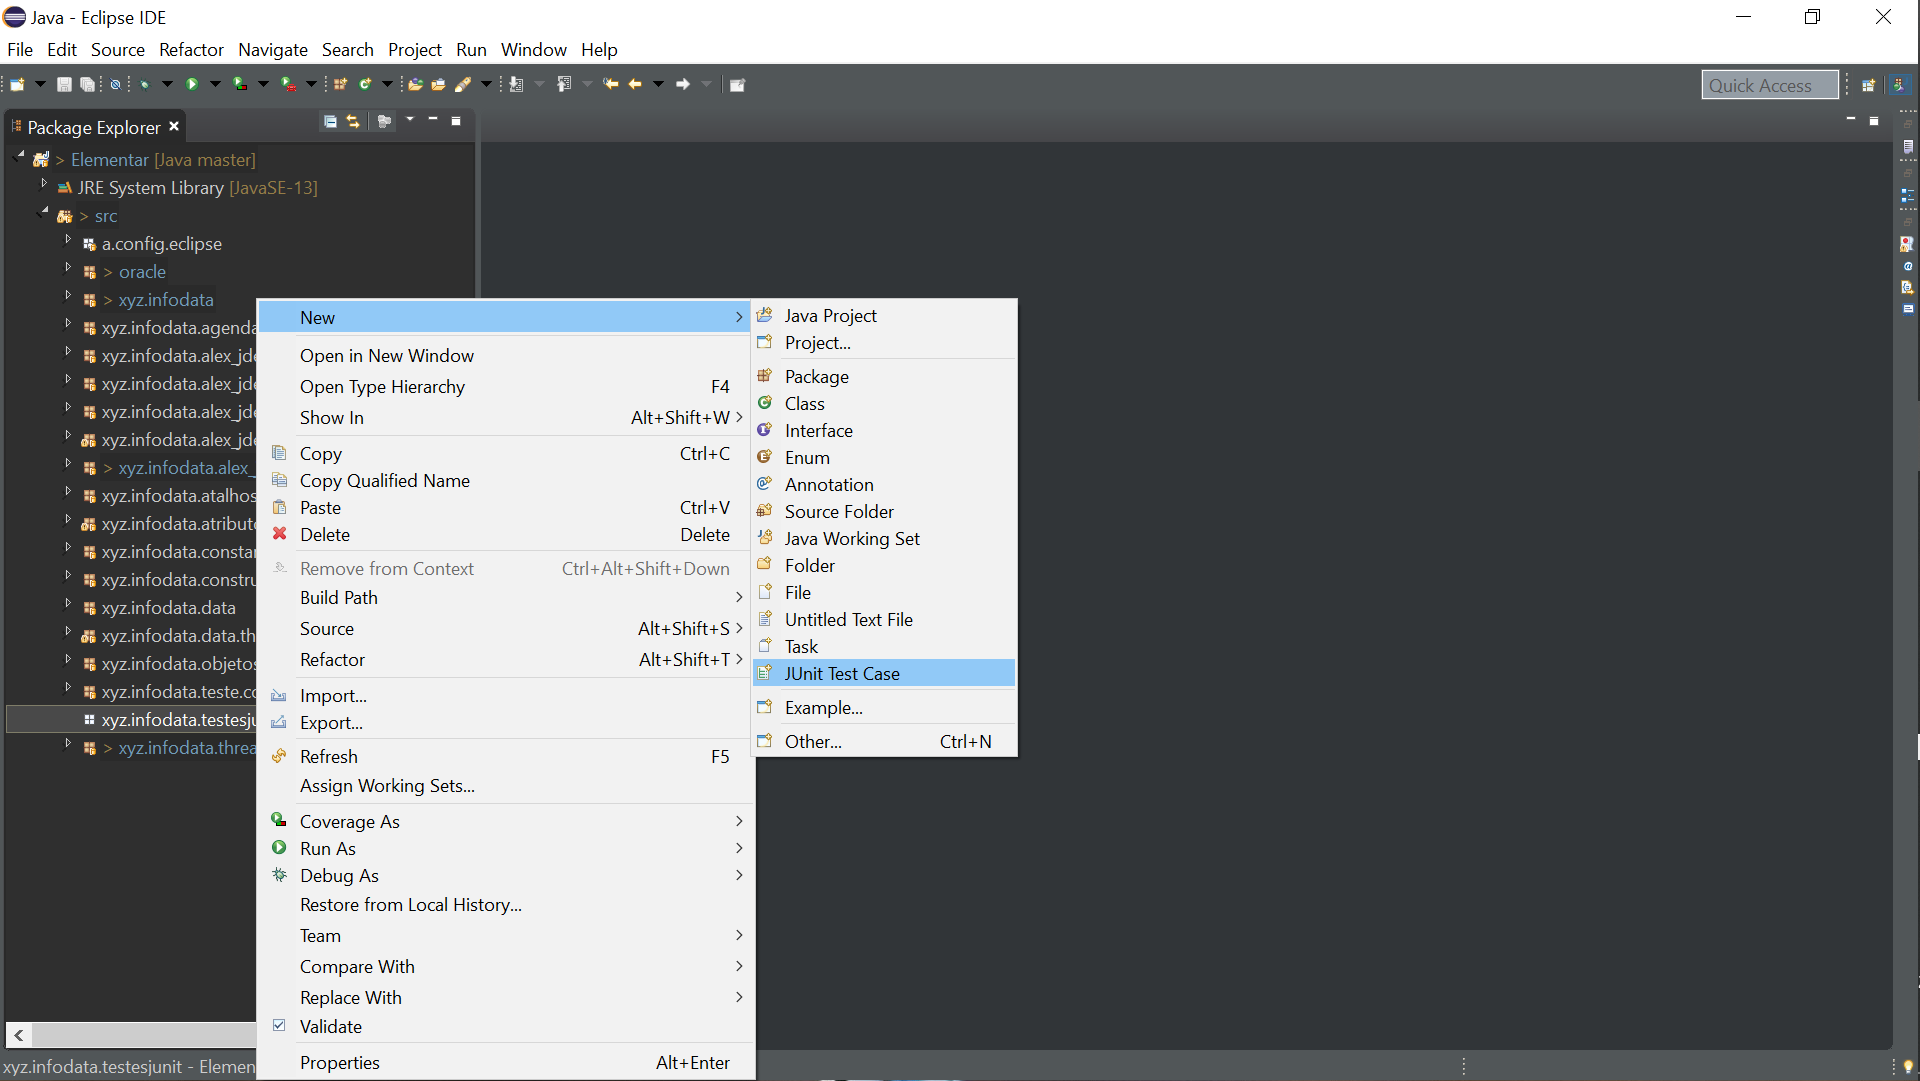 Java - Eclipse IDE
File Edit Source Refactor Navigate Search Project Run Window Help
Quick Access
Package Explorer
> Elementar [Java master]
JRE System Library [JavaSE-13]
> src
a.config.eclipse
> oracle
> xyz.infodata
xyz.infodata.agenda
xyz.infodata.alex_jde
xyz.infodata.alex_jde
xyz.infodata.alex_jde
xyz.infodata.alex_jde
> xyz.infodata.alex_
xyz.infodata.atalhos
xyz.infodata.atribut
xyz.infodata.constan
xyz.infodata.constru
xyz.infodata.data
xyz.infodata.data.th
xyz.infodata.objetos
xyz.infodata.teste.co
xyz.infodata.testesju
> xyz.infodata.threa
xyz.infodata.testesjunit - Elemen
New
Open in New Window
Open Type Hierarchy F4
Show In Alt+Shift+W
Copy Ctrl+C
Copy Qualified Name
Paste Ctrl+V
Delete Delete
Remove from Context Ctrl+Alt+Shift+Down
Build Path
Source Alt+Shift+S
Refactor Alt+Shift+T
Import...
Export...
Refresh F5
Assign Working Sets...
Coverage As
Run As
Debug As
Restore from Local History...
Team
Compare With
Replace With
Validate
Properties Alt+Enter
Java Project
Project...
Package
Class
Interface
Enum
Annotation
Source Folder
Java Working Set
Folder
File
Untitled Text File
Task
JUnit Test Case
Example...
Other... Ctrl+N